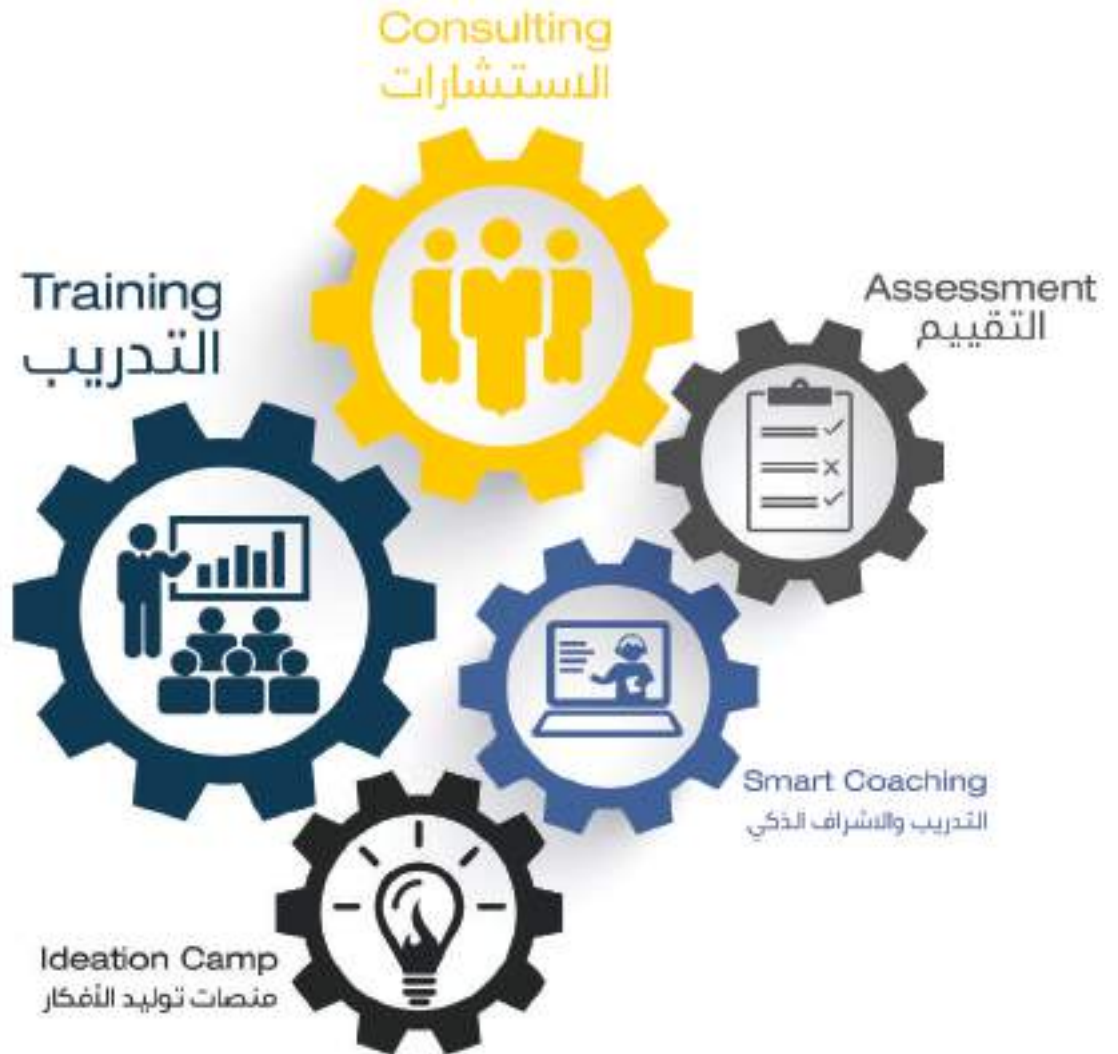 Consulting
الاستشارات
Training
التدريب
Assessment
التقييم
Smart Coaching
التدريب والاشراف الذكي
Ideation Camp
منصات توليد الأفكار